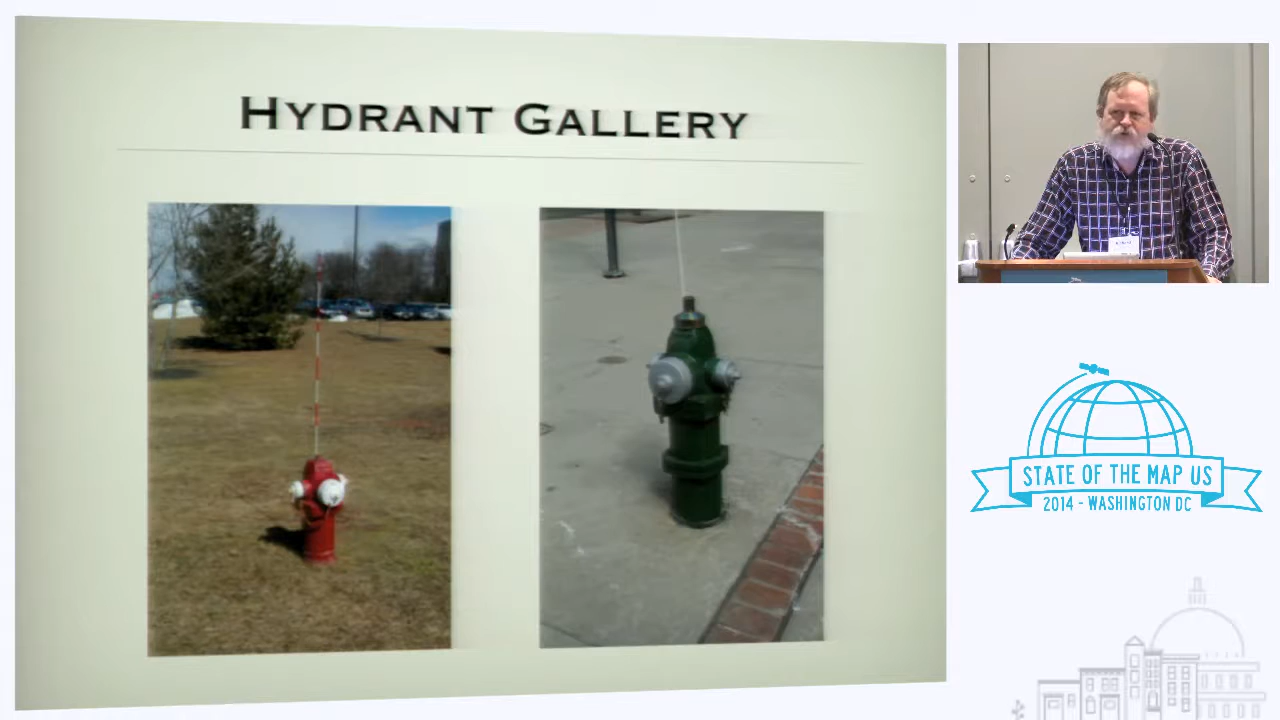 HYDRANT GALLERY
STATE OF THE MAP US
2014 - WASHINGTON DC